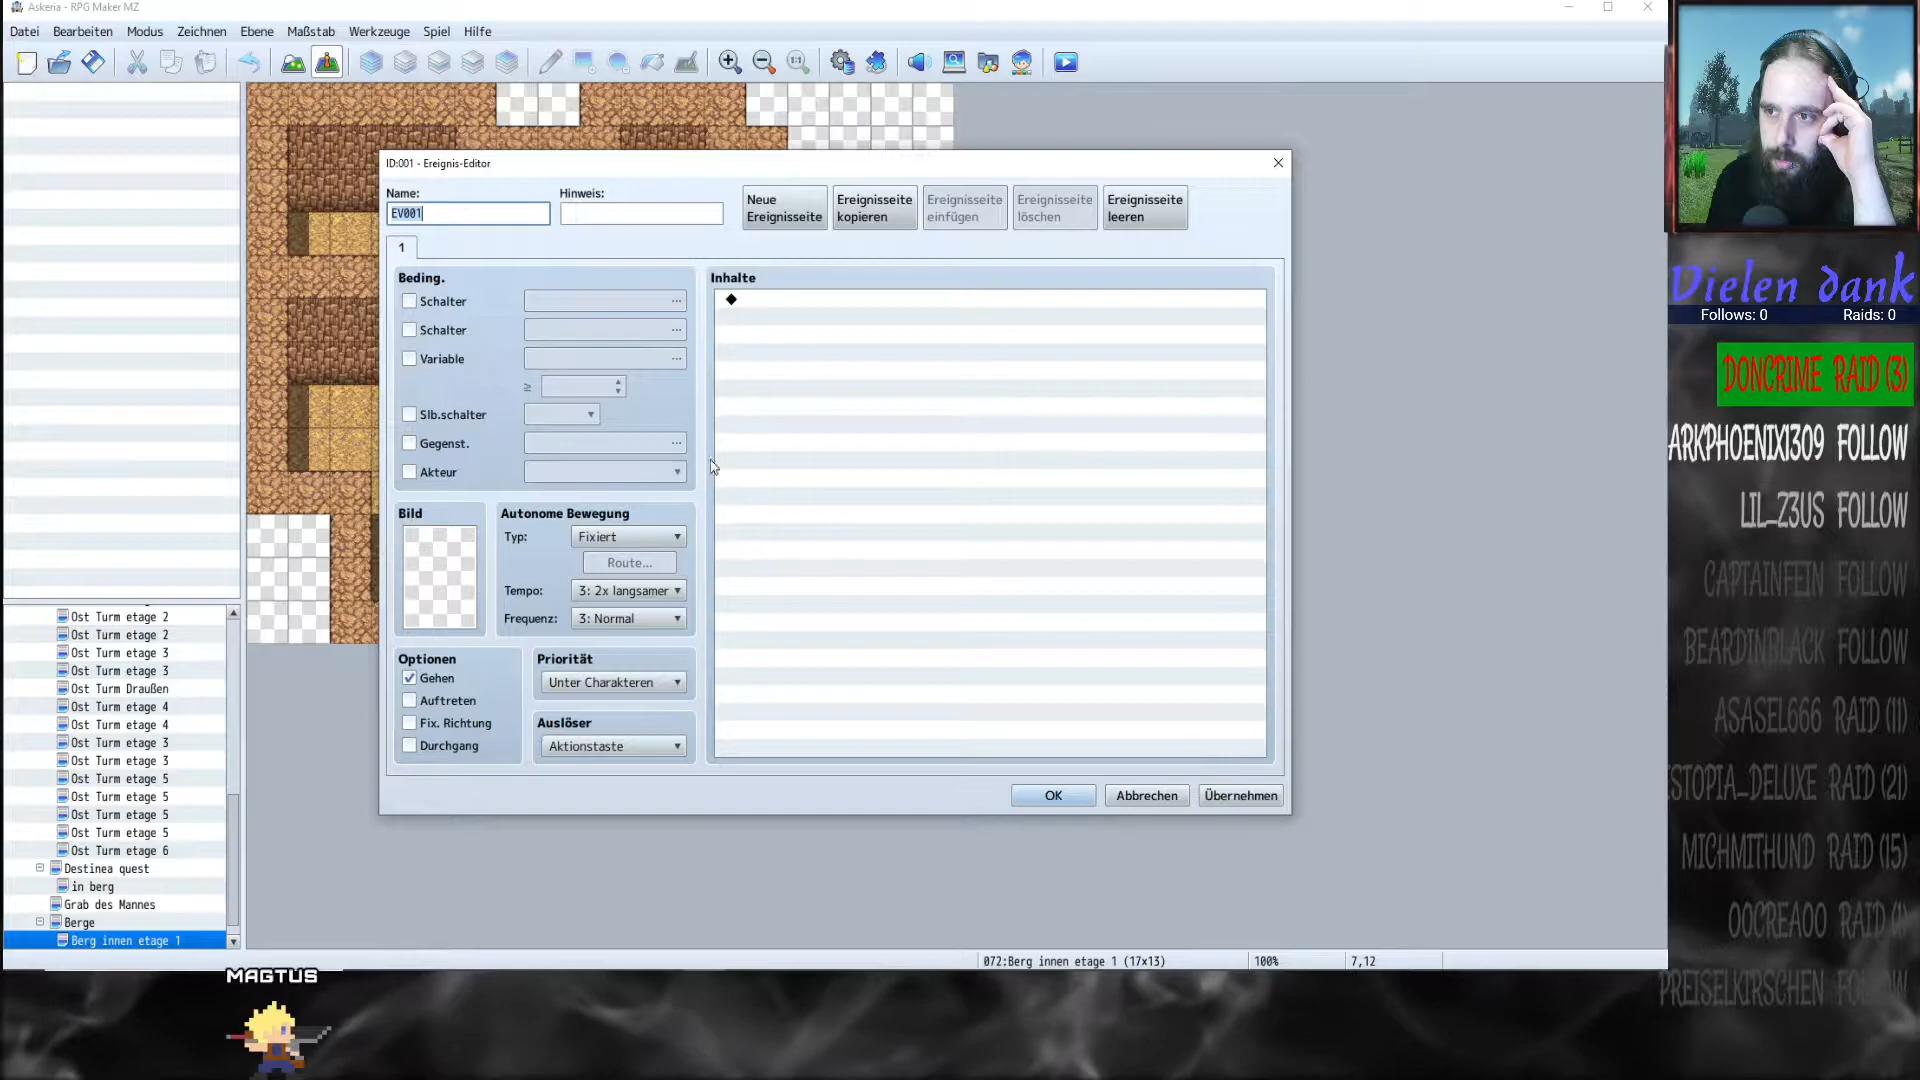 Askeria - RPG Maker MZ
Datei Bearbeiten Modus Zeichnen Ebene Maßstab Werkzeuge Spiel Hilfe
ID:001 - Ereignis-Editor
Name:
EV001
Hinweis:
Neue Ereignisseite
Ereignisseite kopieren
Ereignisseite einfügen
Ereignisseite löschen
Ereignisseite leeren
1
Beding.
Schalter
Schalter
Variable
≥
Slb.schalter
Gegenst.
Akteur
Inhalte
◆
Bild
Autonome Bewegung
Typ: Fixiert
Route...
Tempo: 3: 2x langsamer
Frequenz: 3: Normal
Optionen
Gehen
Auftreten
Fix. Richtung
Durchgang
Priorität
Unter Charakteren
Auslöser
Aktionstaste
OK Abbrechen Übernehmen
Ost Turm etage 2
Ost Turm etage 2
Ost Turm etage 3
Ost Turm etage 3
Ost Turm Draußen
Ost Turm etage 4
Ost Turm etage 4
Ost Turm etage 3
Ost Turm etage 3
Ost Turm etage 5
Ost Turm etage 5
Ost Turm etage 5
Ost Turm etage 5
Ost Turm etage 6
Destinea quest
in berg
Grab des Mannes
Berge
Berg innen etage 1
072:Berg innen etage 1 (17x13) 100% 7,12
MAGTUS
Vielen dank
Follows: 0 Raids: 0
DONCRIME RAID (3)
ARKPHOENIX1309 FOLLOW
LIL_Z3US FOLLOW
CAPTAINFEIN FOLLOW
BEARDINBLACK FOLLOW
ASASEL666 RAID (11)
STOPIA_DELUXE RAID (21)
MICHMITHUND RAID (15)
00CREA00 RAID (1)
PREISELKIRSCHEN FOLLOW